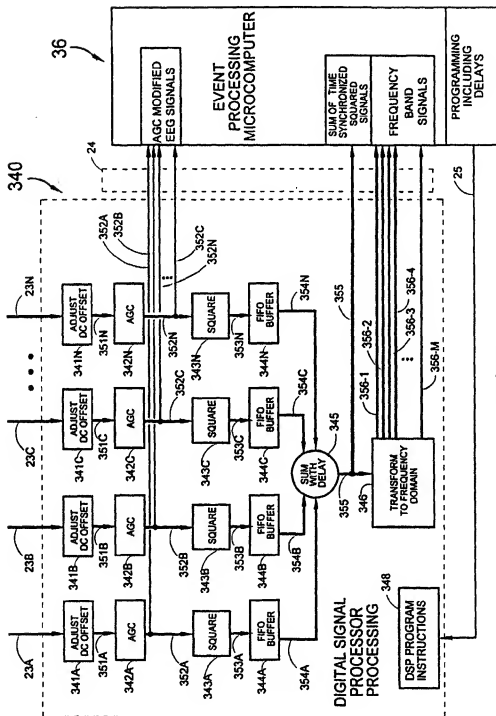 340
36
24
23A
23B
23C
23N
ADJUST
DC OFFSET
ADJUST
DC OFFSET
ADJUST
DC OFFSET
ADJUST
DC OFFSET
341A
341B
341C
341N
351A
351B
351C
351N
AGC
AGC
AGC
AGC
342A
342B
342C
342N
352A
352B
352C
352N
352A
352B
352C
352N
SQUARE
SQUARE
SQUARE
SQUARE
343A
343B
343C
343N
353A
353B
353C
353N
FIFO
BUFFER
FIFO
BUFFER
FIFO
BUFFER
FIFO
BUFFER
344A
344B
344C
344N
354A
354B
354C
354N
SUM
WITH
DELAY
345
355
355
346
TRANSFORM
TO FREQUENCY
DOMAIN
356-1
356-2
356-3
356-4
356-M
DIGITAL SIGNAL
PROCESSOR
PROCESSING
348
DSP PROGRAM
INSTRUCTIONS
25
AGC MODIFIED
EEG SIGNALS
EVENT
PROCESSING
MICROCOMPUTER
SUM OF TIME
SYNCHRONIZED
SQUARED
SIGNALS
FREQUENCY
BAND
SIGNALS
PROGRAMMING
INCLUDING
DELAYS